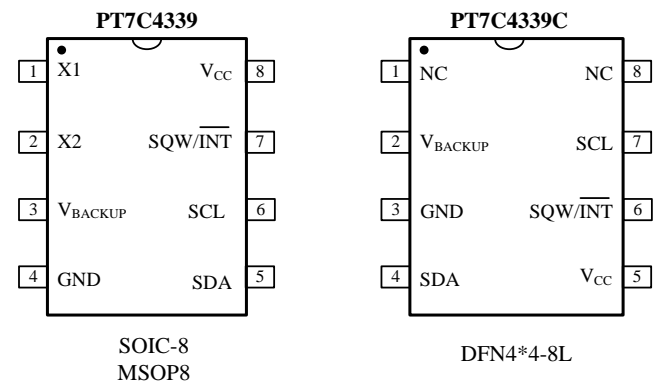 PT7C4339 PT7C4339C
1 X1 VCC 8 1 NC NC 8
2 X2 SQW/INT 7 2 VBACKUP SCL 7
3 VBACKUP SCL 6 3 GND SQW/INT 6
4 GND SDA 5 4 SDA VCC 5
SOIC-8 DFN4*4-8L
MSOP8